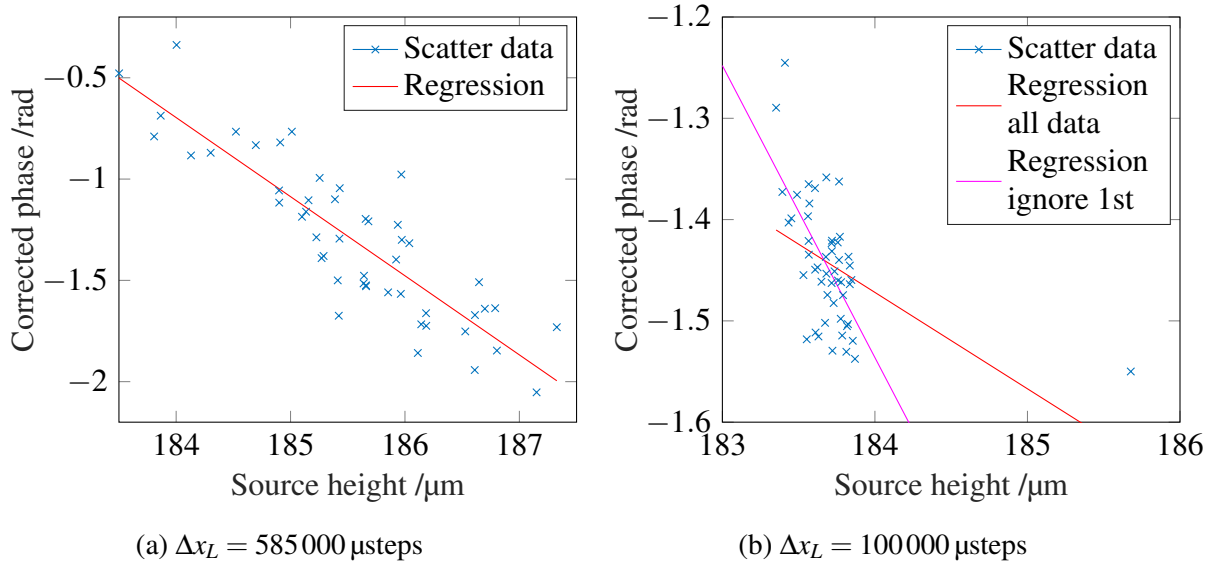 Scatter data
Regression
−0.5
−1
−1.5
−2
Corrected phase /rad
184
185
186
187
Source height /µm
(a) Δx_L = 585 000 µsteps
Scatter data
Regression
all data
Regression
ignore 1st
−1.2
−1.3
−1.4
−1.5
−1.6
Corrected phase /rad
183
184
185
186
Source height /µm
(b) Δx_L = 100 000 µsteps